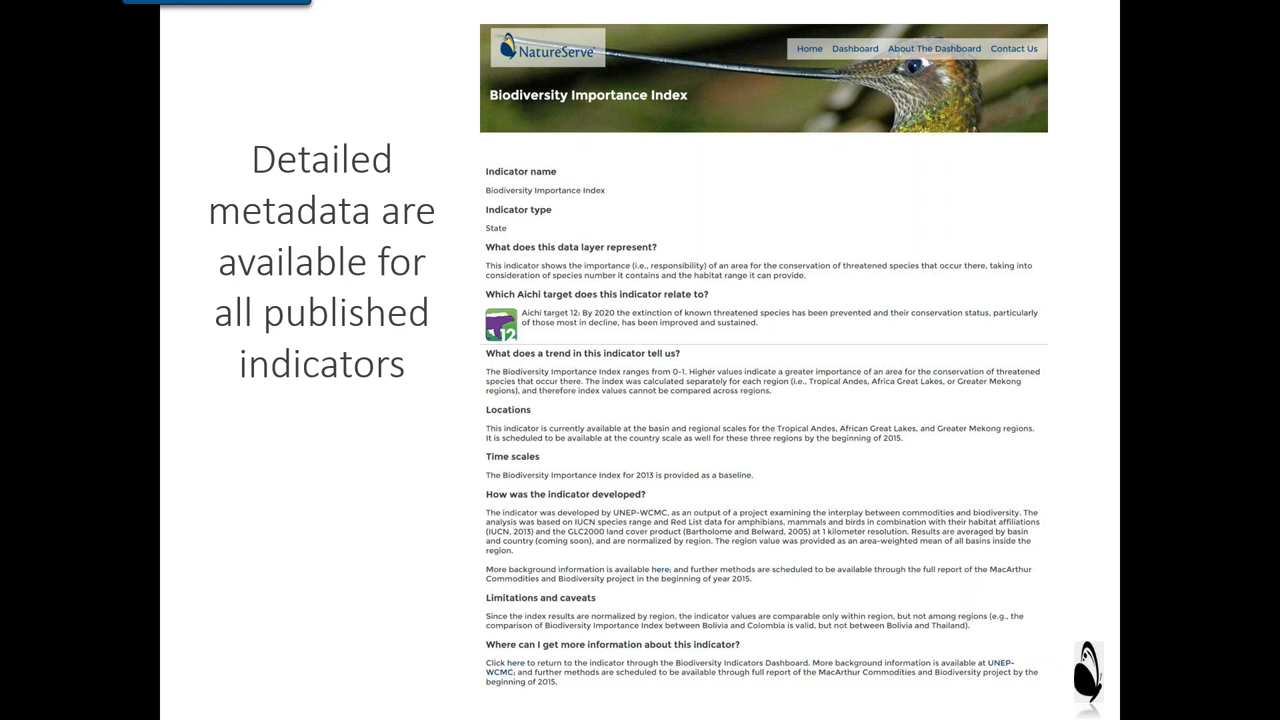 Detailed
metadata are
available for
all published
indicators
NatureServe
Home Dashboard About The Dashboard Contact Us
Biodiversity Importance Index
Indicator name
Biodiversity Importance Index
Indicator type
State
What does this data layer represent?
This indicator shows the importance (i.e., responsibility) of an area for the conservation of threatened species that occur there, taking into
consideration of species number it contains and the habitat range it can provide.
Which Aichi target does this indicator relate to?
12
Aichi target 12: By 2020 the extinction of known threatened species has been prevented and their conservation status, particularly
of those most in decline, has been improved and sustained.
What does a trend in this indicator tell us?
The Biodiversity Importance Index ranges from 0-1. Higher values indicate a greater importance of an area for the conservation of threatened
species that occur there. The index was calculated separately for each region (i.e., Tropical Andes, Africa Great Lakes, or Greater Mekong
regions), and therefore index values cannot be compared across regions.
Locations
This indicator is currently available at the basin and regional scales for the Tropical Andes, African Great Lakes, and Greater Mekong regions.
It is scheduled to be available at the country scale as well for these three regions by the beginning of 2015.
Time scales
The Biodiversity Importance Index for 2013 is provided as a baseline.
How was the indicator developed?
The indicator was developed by UNEP-WCMC, as an output of a project examining the interplay between commodities and biodiversity. The
analysis was based on IUCN species range and Red List data for amphibians, mammals and birds in combination with their habitat affiliations
(IUCN, 2013) and the GLC2000 land cover product (Bartholome and Belward, 2005) at 1 kilometer resolution. Results are averaged by basin
and country (coming soon), and are normalized by region. The region value was provided as an area-weighted mean of all basins inside the
region.
More background information is available here; and further methods are scheduled to be available through the full report of the MacArthur
Commodities and Biodiversity project in the beginning of year 2015.
Limitations and caveats
Since the index results are normalized by region, the indicator values are comparable only within region, but not among regions (e.g., the
comparison of Biodiversity Importance Index between Bolivia and Colombia is valid, but not between Bolivia and Thailand).
Where can I get more information about this indicator?
Click here to return to the indicator through the Biodiversity Indicators Dashboard. More background information is available at UNEP-
WCMC; and further methods are scheduled to be available through full report of the MacArthur Commodities and Biodiversity project by the
beginning of 2015.